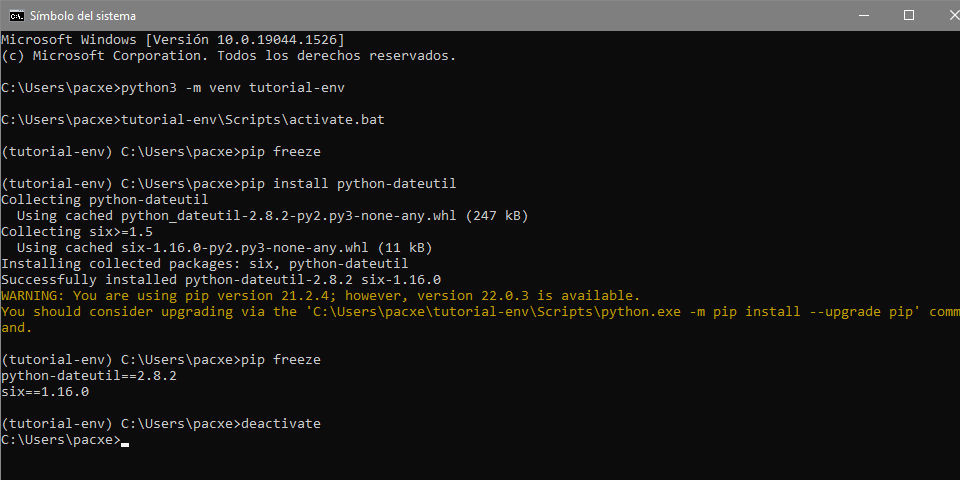 Símbolo del sistema
Microsoft Windows [Versión 10.0.19044.1526]
(c) Microsoft Corporation. Todos los derechos reservados.
C:\Users\pacxe>python3 -m venv tutorial-env
C:\Users\pacxe>tutorial-env\Scripts\activate.bat
(tutorial-env) C:\Users\pacxe>pip freeze
(tutorial-env) C:\Users\pacxe>pip install python-dateutil
Collecting python-dateutil
  Using cached python_dateutil-2.8.2-py2.py3-none-any.whl (247 kB)
Collecting six>=1.5
  Using cached six-1.16.0-py2.py3-none-any.whl (11 kB)
Installing collected packages: six, python-dateutil
Successfully installed python-dateutil-2.8.2 six-1.16.0
WARNING: You are using pip version 21.2.4; however, version 22.0.3 is available.
You should consider upgrading via the 'C:\Users\pacxe\tutorial-env\Scripts\python.exe -m pip install --upgrade pip' comm
and.
(tutorial-env) C:\Users\pacxe>pip freeze
python-dateutil==2.8.2
six==1.16.0
(tutorial-env) C:\Users\pacxe>deactivate
C:\Users\pacxe>